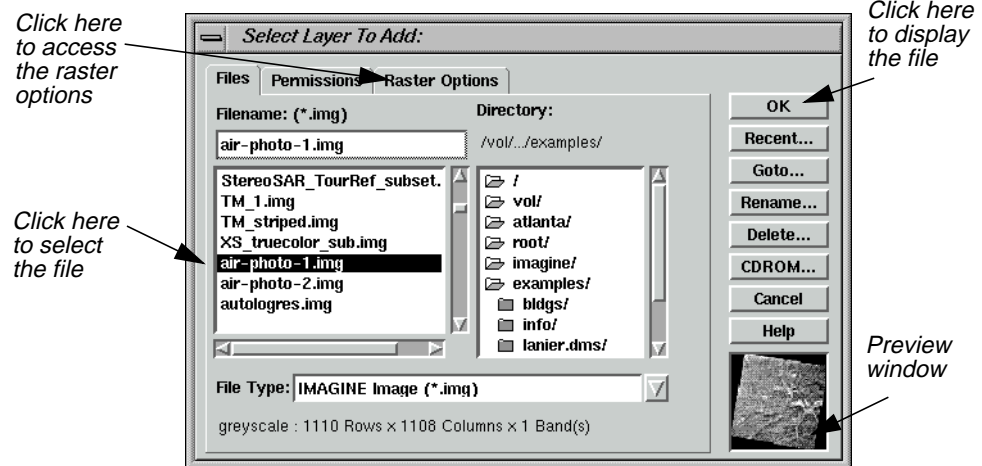 Click here
to access
the raster
options
Click here
to display
the file
Select Layer To Add:
Files Permissions Raster Options
Filename: (*.img)
Directory:
air-photo-1.img
/vol/.../examples/
StereoSAR_TourRef_subset.
TM_1.img
TM_striped.img
XS_truecolor_sub.img
air-photo-1.img
air-photo-2.img
autologres.img
/
vol/
atlanta/
root/
imagine/
examples/
bldgs/
info/
lanier.dms/
OK
Recent...
Goto...
Rename...
Delete...
CDROM...
Cancel
Help
Click here
to select
the file
Preview
window
File Type: IMAGINE Image (*.img)
greyscale : 1110 Rows x 1108 Columns x 1 Band(s)